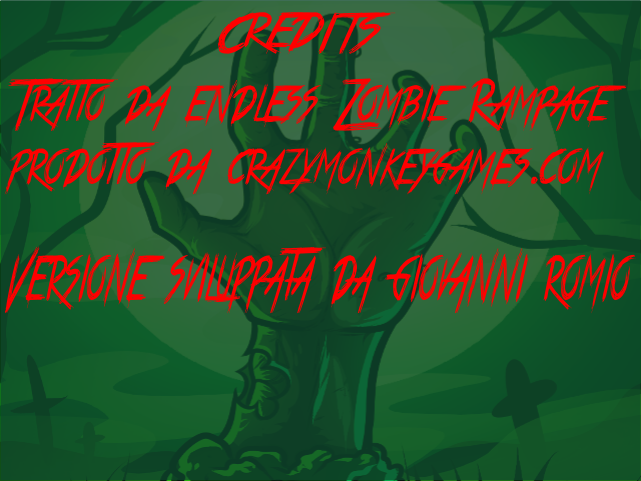 Credits
Tratto da endless Zombie Rampage
prodotto da crazymonkeygames.com
Versione sviluppata da Giovanni romio